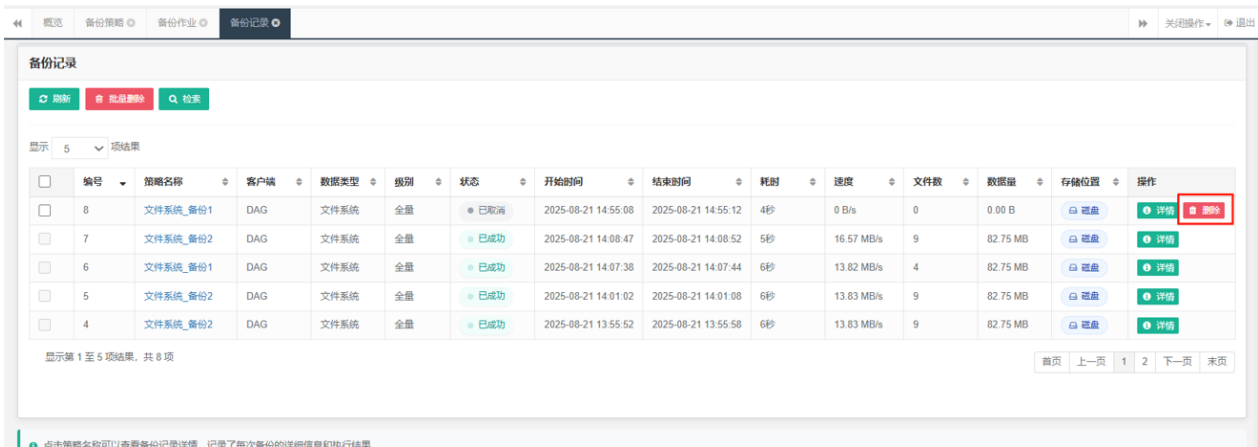 概览 备份策略 备份作业 备份记录 关闭操作 退出
备份记录
刷新 批量删除 检索
显示 5 项结果
编号 策略名称 客户端 数据类型 级别 状态 开始时间 结束时间 耗时 速度 文件数 数据量 存储位置 操作
8 文件系统_备份1 DAG 文件系统 全量 已取消 2025-08-21 14:55:08 2025-08-21 14:55:12 4秒 0 B/s 0 0.00 B 磁盘 详情 删除
7 文件系统_备份2 DAG 文件系统 全量 已成功 2025-08-21 14:08:47 2025-08-21 14:08:52 5秒 16.57 MB/s 9 82.75 MB 磁盘 详情
6 文件系统_备份1 DAG 文件系统 全量 已成功 2025-08-21 14:07:38 2025-08-21 14:07:44 6秒 13.82 MB/s 4 82.75 MB 磁盘 详情
5 文件系统_备份2 DAG 文件系统 全量 已成功 2025-08-21 14:01:02 2025-08-21 14:01:08 6秒 13.83 MB/s 9 82.75 MB 磁盘 详情
4 文件系统_备份2 DAG 文件系统 全量 已成功 2025-08-21 13:55:52 2025-08-21 13:55:58 6秒 13.83 MB/s 9 82.75 MB 磁盘 详情
显示第 1 至 5 项结果，共 8 项
首页 上一页 1 2 下一页 末页
点击策略名称可以查看备份记录详情，记录了每次备份的详细信息和执行结果